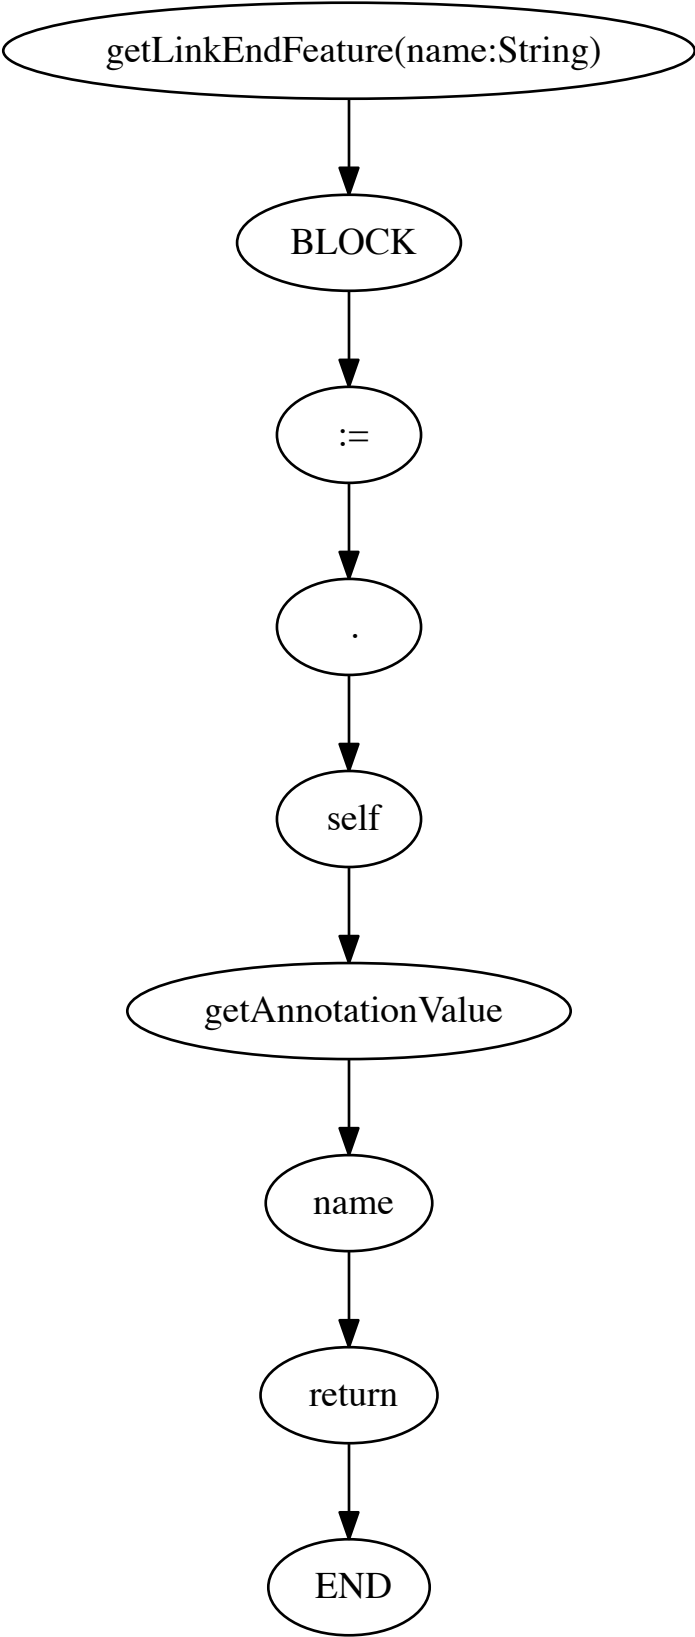 getLinkEndFeature(name:String)
BLOCK
:=
.
self
getAnnotationValue
name
return
END